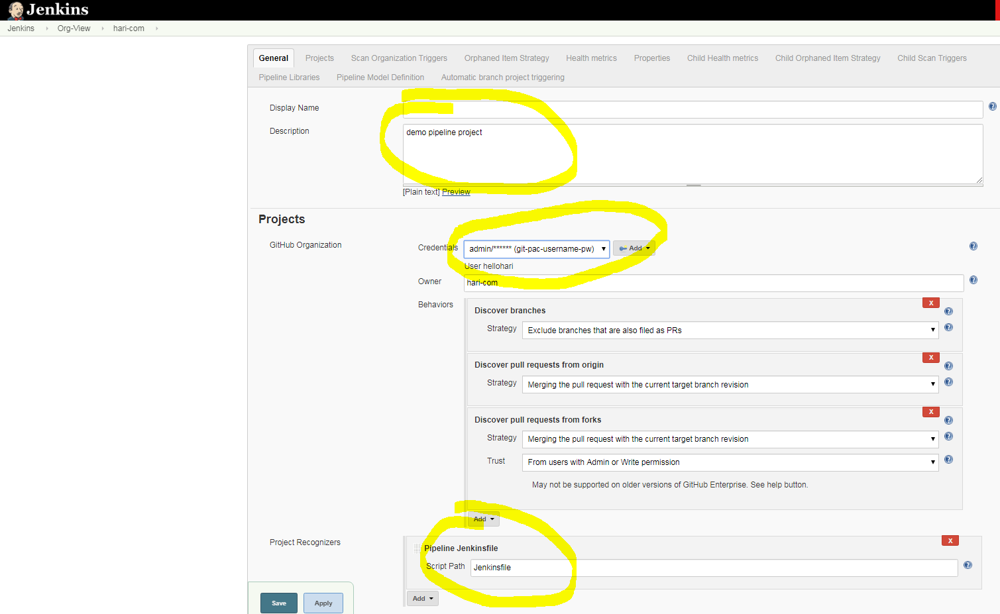 Jenkins
Jenkins Org-View hari-com
General Projects Scan Organization Triggers Orphaned Item Strategy Health metrics Properties Child Health metrics Child Orphaned Item Strategy Child Scan Triggers
Pipeline Libraries Pipeline Model Definition Automatic branch project triggering
Display Name
Description demo pipeline project
[Plain text] Preview
Projects
GitHub Organization Credentials admin/****** (git-pac-username-pw) Add
User hellohari
Owner hari-com
Behaviors
Discover branches X
Strategy Exclude branches that are also filed as PRs
Discover pull requests from origin X
Strategy Merging the pull request with the current target branch revision
Discover pull requests from forks X
Strategy Merging the pull request with the current target branch revision
Trust From users with Admin or Write permission
May not be supported on older versions of GitHub Enterprise. See help button.
Add
Project Recognizers
Pipeline Jenkinsfile X
Script Path Jenkinsfile
Add
Save Apply